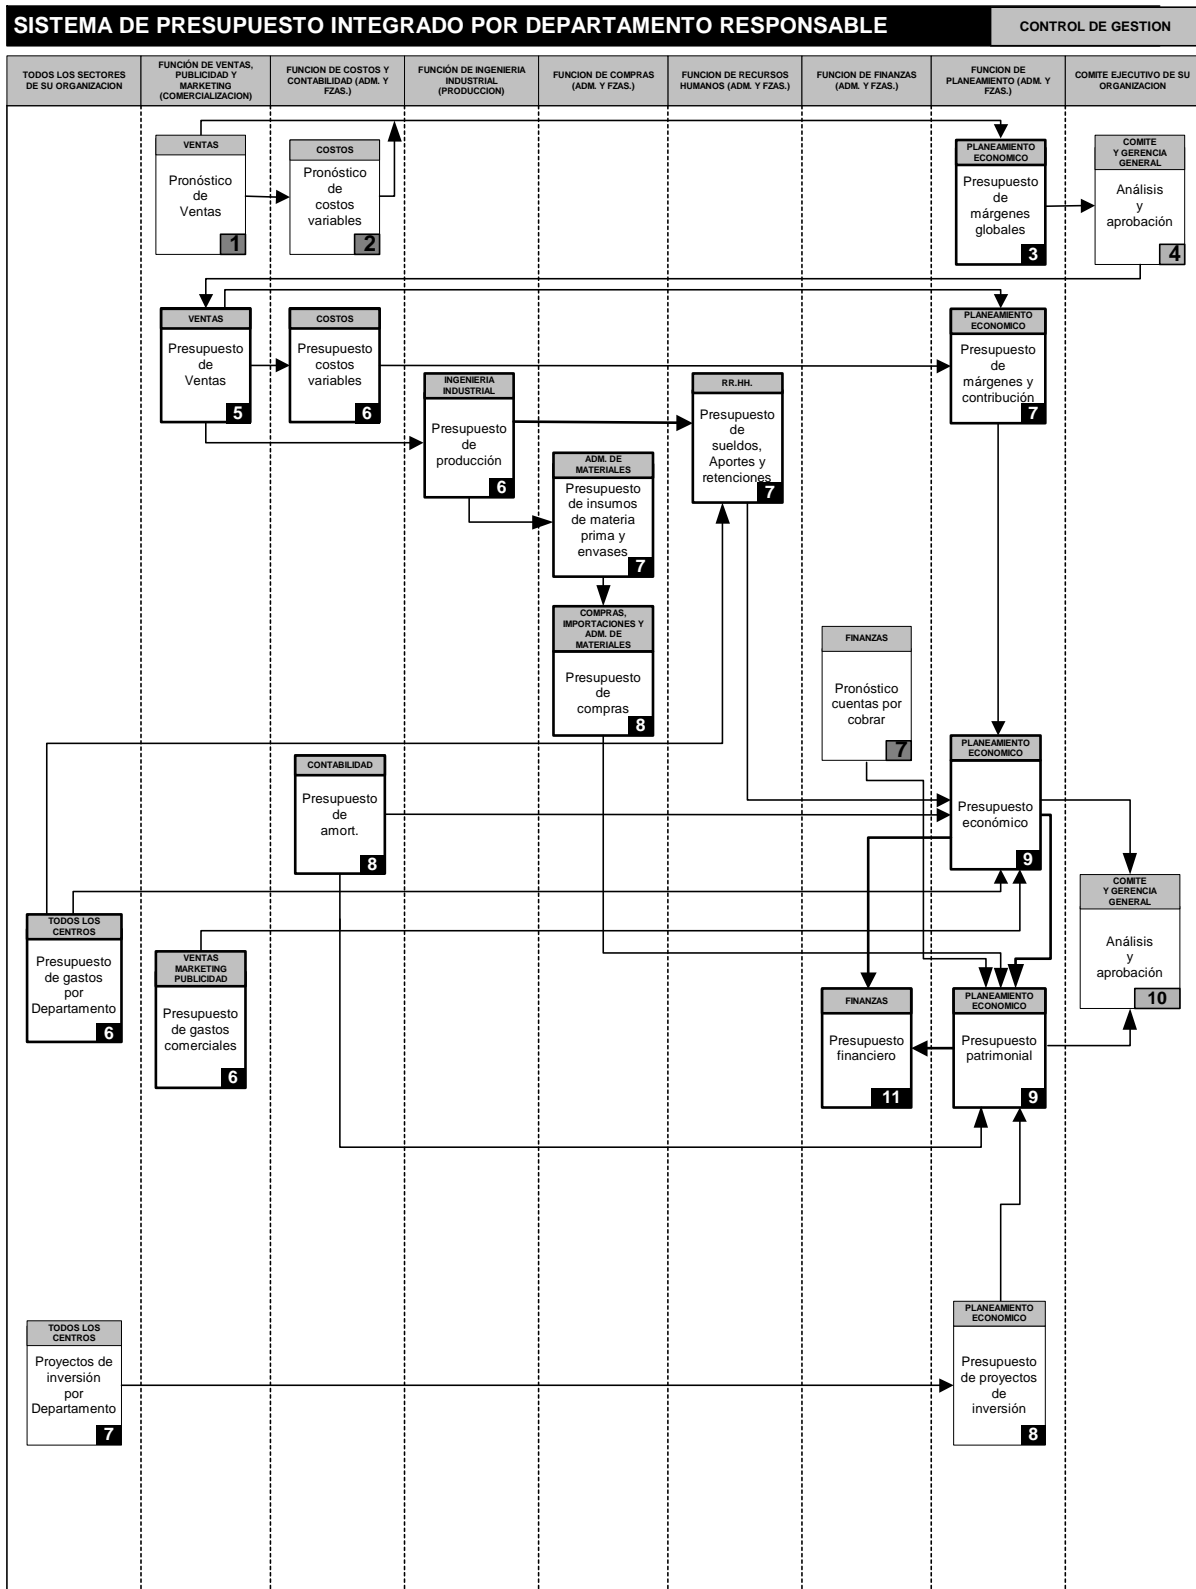 SISTEMA DE PRESUPUESTO INTEGRADO POR DEPARTAMENTO RESPONSABLE
CONTROL DE GESTION
TODOS LOS SECTORES
DE SU ORGANIZACION
FUNCIÓN DE VENTAS,
PUBLICIDAD Y
MARKETING
(COMERCIALIZACION)
FUNCION DE COSTOS Y
CONTABILIDAD (ADM. Y
FZAS.)
FUNCIÓN DE INGENIERIA
INDUSTRIAL
(PRODUCCION)
FUNCION DE COMPRAS
(ADM. Y FZAS.)
FUNCION DE RECURSOS
HUMANOS (ADM. Y FZAS.)
FUNCION DE FINANZAS
(ADM. Y FZAS.)
FUNCION DE
PLANEAMIENTO (ADM. Y
FZAS.)
COMITE EJECUTIVO DE SU
ORGANIZACION
VENTAS
Pronóstico
de
Ventas
1
COSTOS
Pronóstico
de
costos
variables
2
PLANEAMIENTO
ECONOMICO
Presupuesto
de
márgenes
globales
3
COMITE
Y GERENCIA
GENERAL
Análisis
y
aprobación
4
VENTAS
Presupuesto
de
Ventas
5
COSTOS
Presupuesto
costos
variables
6
PLANEAMIENTO
ECONOMICO
Presupuesto
de
márgenes y
contribución
7
INGENIERIA
INDUSTRIAL
Presupuesto
de
producción
6
RR.HH.
Presupuesto
de
sueldos,
Aportes y
retenciones
7
ADM. DE
MATERIALES
Presupuesto
de insumos
de materia
prima y
envases
7
COMPRAS,
IMPORTACIONES Y
ADM. DE
MATERIALES
Presupuesto
de
compras
8
FINANZAS
Pronóstico
cuentas por
cobrar
7
CONTABILIDAD
Presupuesto
de
amort.
8
PLANEAMIENTO
ECONOMICO
Presupuesto
económico
9
COMITE
Y GERENCIA
GENERAL
Análisis
y
aprobación
10
TODOS LOS
CENTROS
Presupuesto
de gastos
por
Departamento
6
VENTAS
MARKETING
PUBLICIDAD
Presupuesto
de gastos
comerciales
6
FINANZAS
Presupuesto
financiero
11
PLANEAMIENTO
ECONOMICO
Presupuesto
patrimonial
9
TODOS LOS
CENTROS
Proyectos de
inversión
por
Departamento
7
PLANEAMIENTO
ECONOMICO
Presupuesto
de proyectos
de
inversión
8